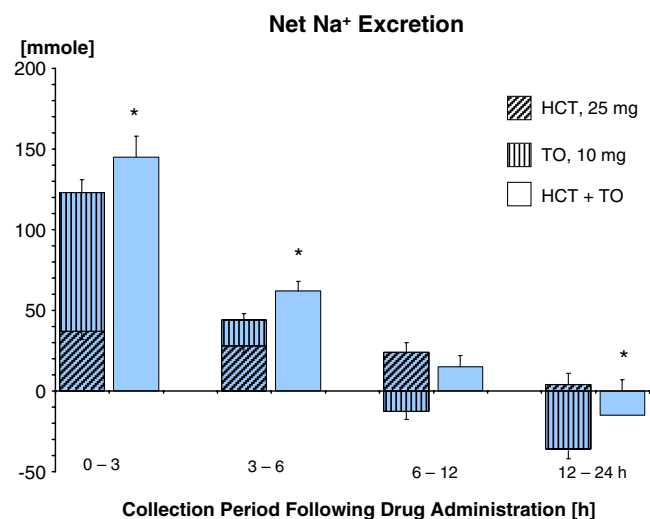 Net Na⁺ Excretion
[mmole]
200
150
100
50
0
-50
*
*
*
HCT, 25 mg
TO, 10 mg
HCT + TO
0 – 3
3 – 6
6 – 12
12 – 24 h
Collection Period Following Drug Administration [h]